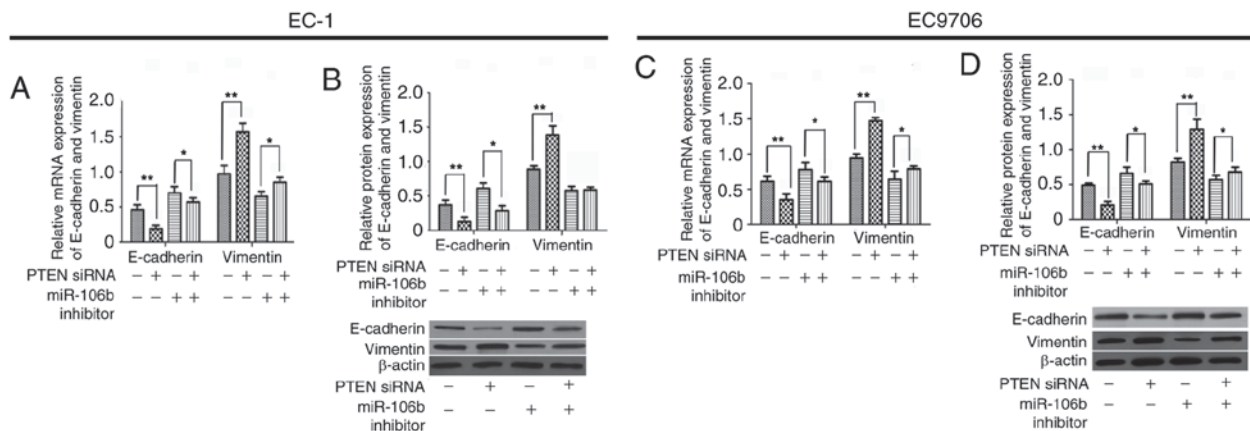 EC-1
EC9706
A
Relative mRNA expression
of E-cadherin and vimentin
2.0
1.5
1.0
0.5
0
** * ** *
E-cadherin Vimentin
PTEN siRNA − + − + − + − +
miR-106b − − + + − − + +
inhibitor
B
Relative protein expression
of E-cadherin and vimentin
2.0
1.5
1.0
0.5
0
** * **
E-cadherin Vimentin
PTEN siRNA − + − + − + − +
miR-106b − − + + − − + +
inhibitor
E-cadherin
Vimentin
β-actin
PTEN siRNA − + − +
miR-106b − − + +
inhibitor
C
Relative mRNA expression
of E-cadherin and vimentin
2.0
1.5
1.0
0.5
0
** * ** *
E-cadherin Vimentin
PTEN siRNA − + − + − + − +
miR-106b − − + + − − + +
inhibitor
D
Relative protein expression
of E-cadherin and vimentin
2.0
1.5
1.0
0.5
0
** * ** *
E-cadherin Vimentin
PTEN siRNA − + − + − + − +
miR-106b − − + + − − + +
inhibitor
E-cadherin
Vimentin
β-actin
PTEN siRNA − + − +
miR-106b − − + +
inhibitor